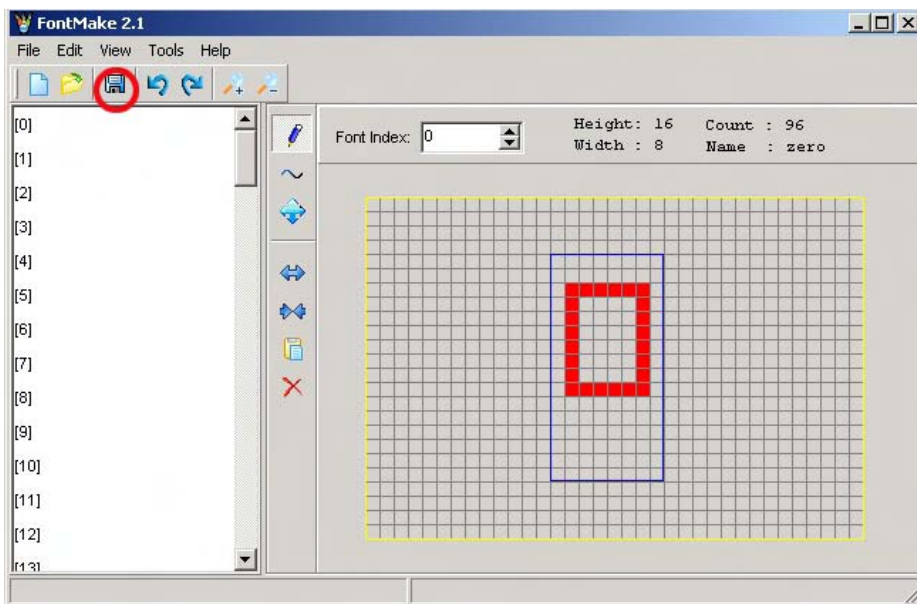 FontMake 2.1
File Edit View Tools Help
[0]
[1]
[2]
[3]
[4]
[5]
[6]
[7]
[8]
[9]
[10]
[11]
[12]
[13]
Font Index: 0
Height: 16 Count : 96
Width : 8 Name : zero